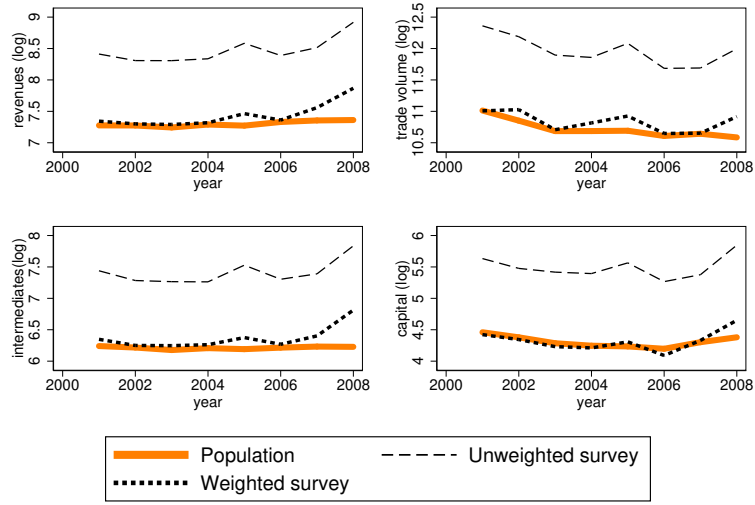 revenues (log)
7 7.5 8 8.5 9
2000 2002 2004 2006 2008
year
trade volume (log)
10.5 11 11.5 12 12.5
2000 2002 2004 2006 2008
year
intermediates(log)
6 6.5 7 7.5 8
2000 2002 2004 2006 2008
year
capital (log)
4 4.5 5 5.5 6
2000 2002 2004 2006 2008
year
Population Unweighted survey
Weighted survey